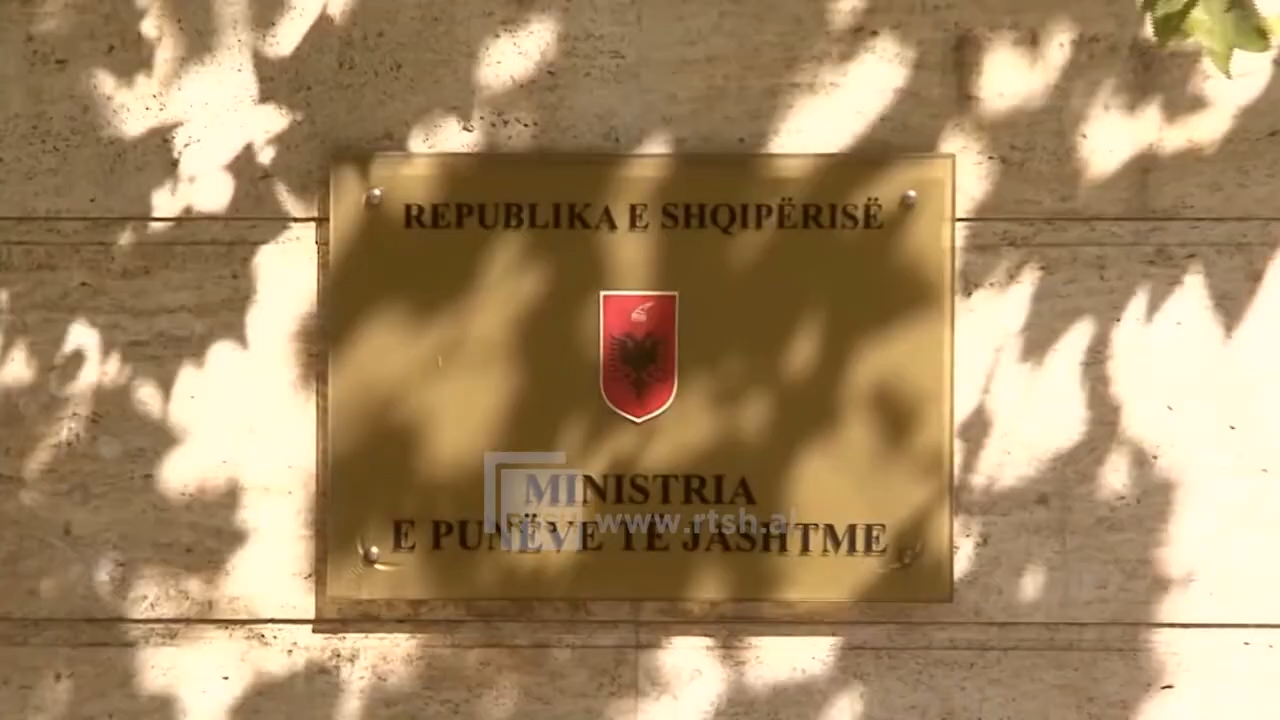 REPUBLIKA E SHQIPËRISË
MINISTRIA
E PUNËVE TË JASHTME
www.rtsh.al